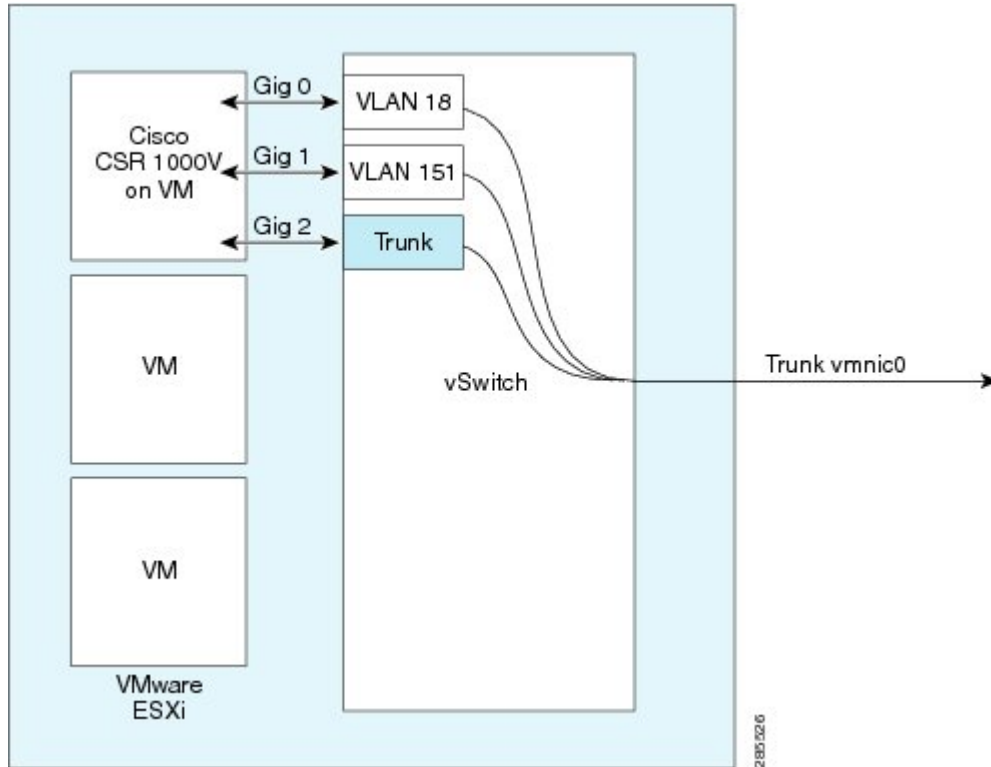 Gig 0
VLAN 18
Cisco
CSR 1000V
on VM
Gig 1
VLAN 151
Gig 2
Trunk
VM
vSwitch
Trunk vmnic0
VM
VMware
ESXi
285526